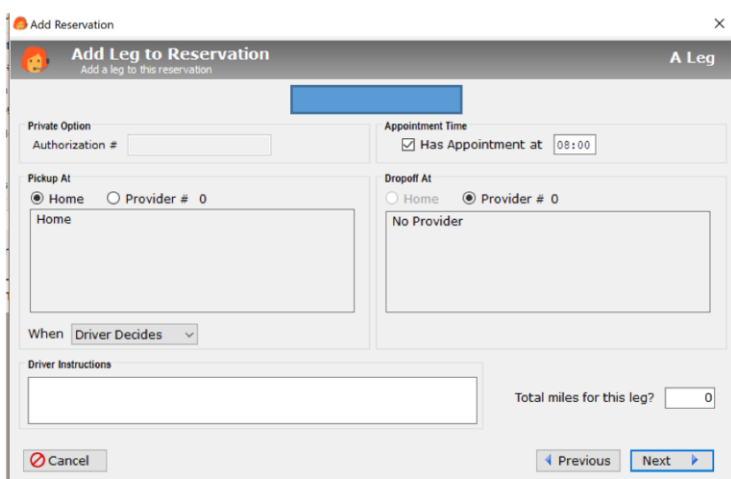 Add Reservation
Add Leg to Reservation
A Leg
Add a leg to this reservation
Private Option
Authorization #
Appointment Time
Has Appointment at 08:00
Pickup At
Home Provider # 0
Home
When Driver Decides
Dropoff At
Home Provider # 0
No Provider
Driver Instructions
Total miles for this leg? 0
Cancel
Previous
Next